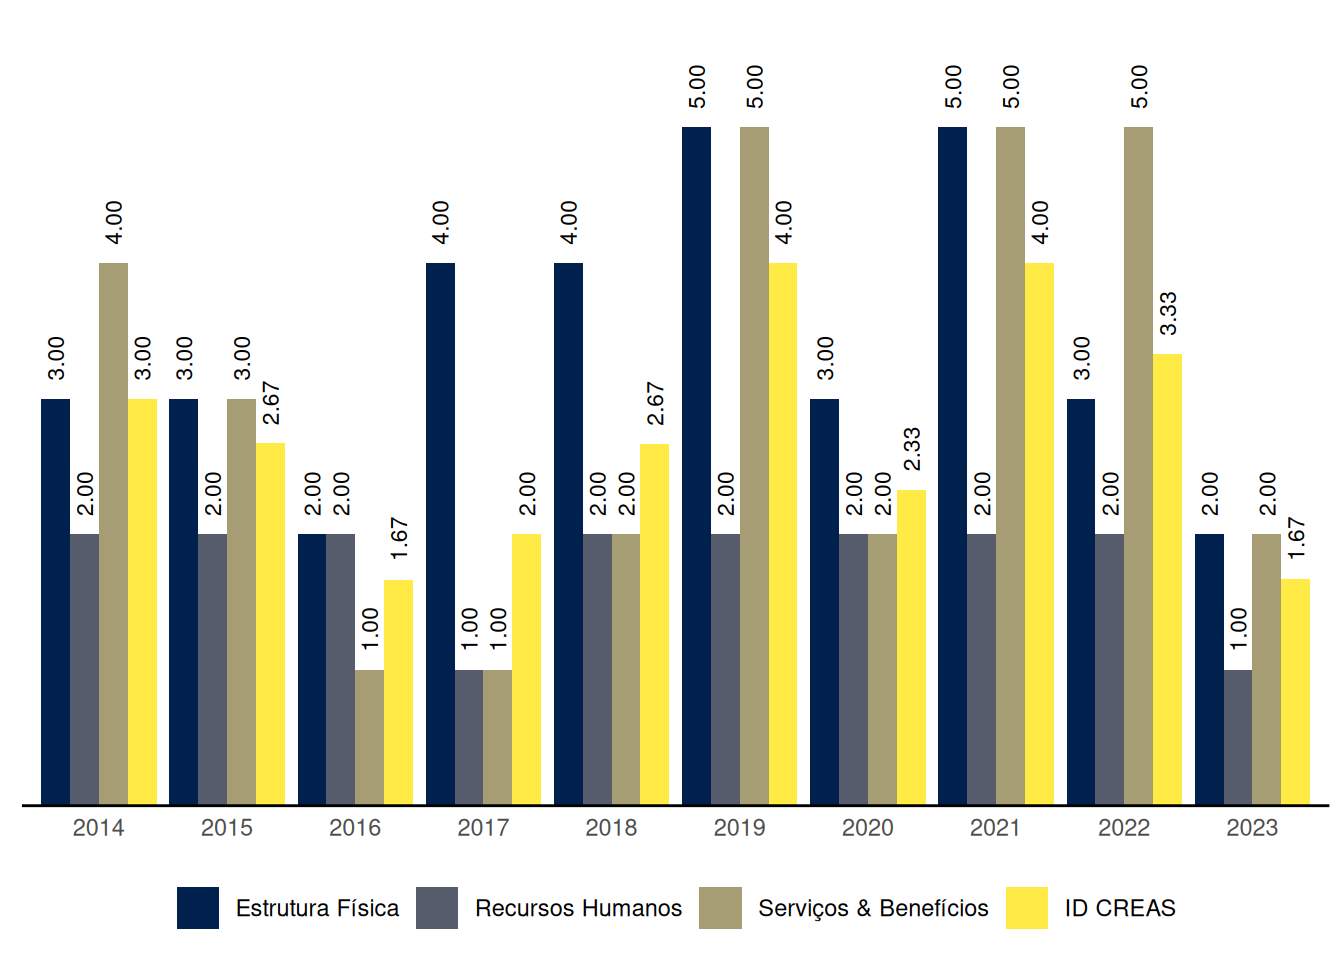 5.00 5.00 5.00 5.00 5.00
4.00 4.00 4.00 4.00 4.00
3.00 3.00 3.00 3.00 2.67 2.67 3.00 3.00 3.33
2.00 2.00 2.00 2.00 2.00 2.00 2.00 2.00 2.00 2.00 2.33 2.00 2.00 2.00 2.00
1.67 1.67
1.00 1.00 1.00 1.00
2014 2015 2016 2017 2018 2019 2020 2021 2022 2023
Estrutura Física Recursos Humanos Serviços & Benefícios ID CREAS